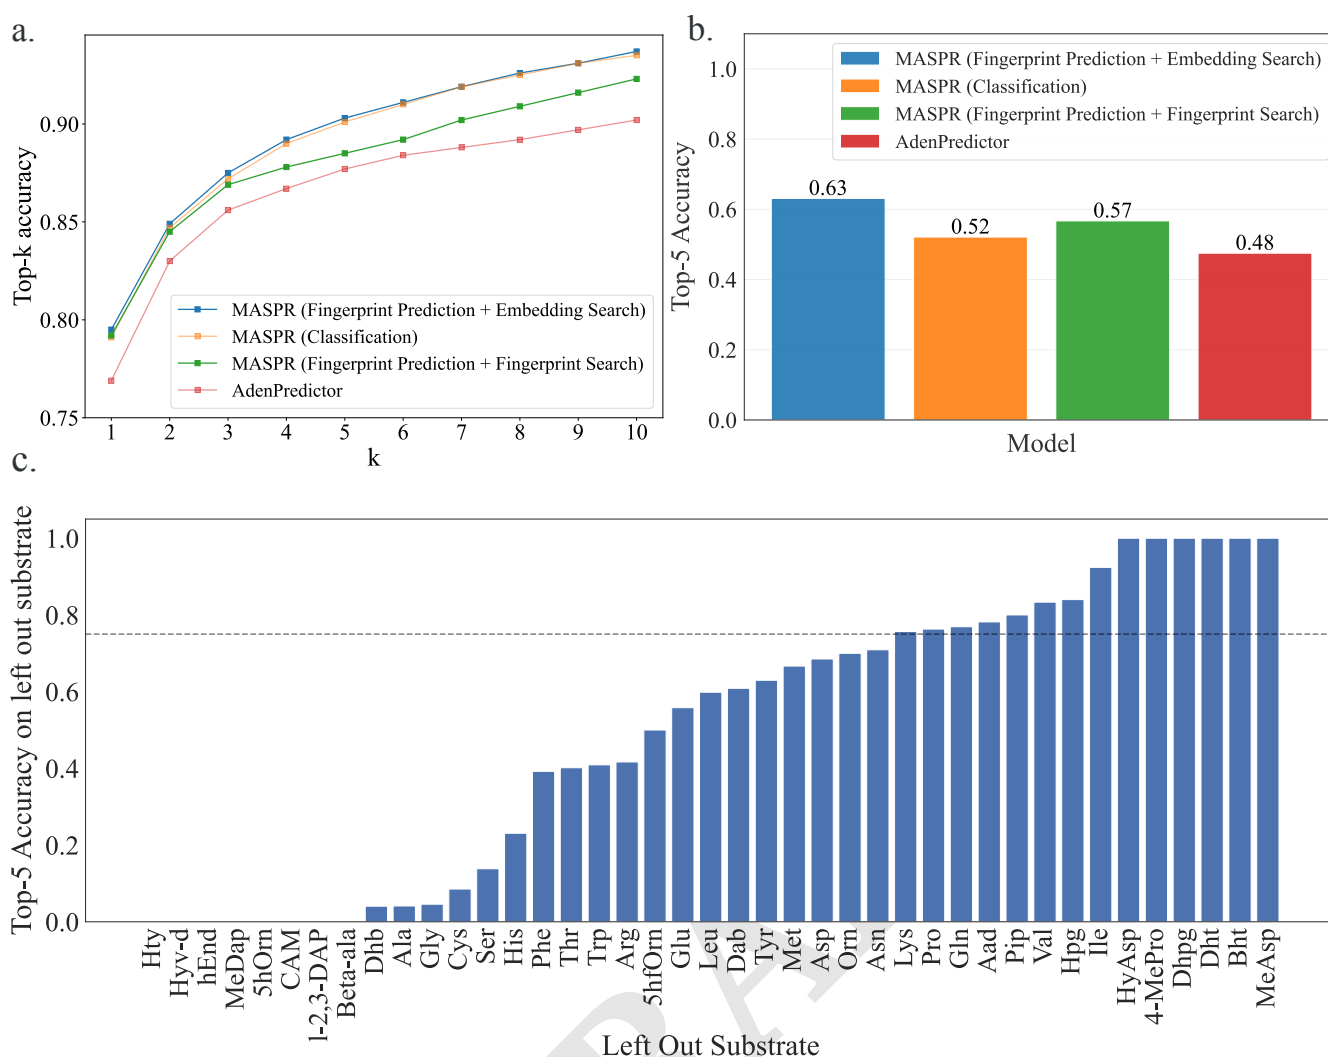 a.
Top-k accuracy
0.90
0.85
0.80
0.75
MASPR (Fingerprint Prediction + Embedding Search)
MASPR (Classification)
MASPR (Fingerprint Prediction + Fingerprint Search)
AdenPredictor
1 2 3 4 5 6 7 8 9 10
k
b.
Top-5 Accuracy
1.0
0.8
0.6
0.4
0.2
0.0
MASPR (Fingerprint Prediction + Embedding Search)
MASPR (Classification)
MASPR (Fingerprint Prediction + Fingerprint Search)
AdenPredictor
0.63
0.52
0.57
0.48
Model
c.
Top-5 Accuracy on left out substrate
1.0
0.8
0.6
0.4
0.2
0.0
Hty
Hyv-d
hEnd
MeDap
5hOrn
CAM
l-2,3-DAP
Beta-ala
Dhb
Ala
Gly
Cys
Ser
His
Phe
Thr
Trp
Arg
5hfOrn
Glu
Leu
Dab
Tyr
Met
Asp
Orn
Asn
Lys
Pro
Gln
Aad
Pip
Val
Hpg
Ile
HyAsp
4-MePro
Dhpg
Dht
Bht
MeAsp
Left Out Substrate